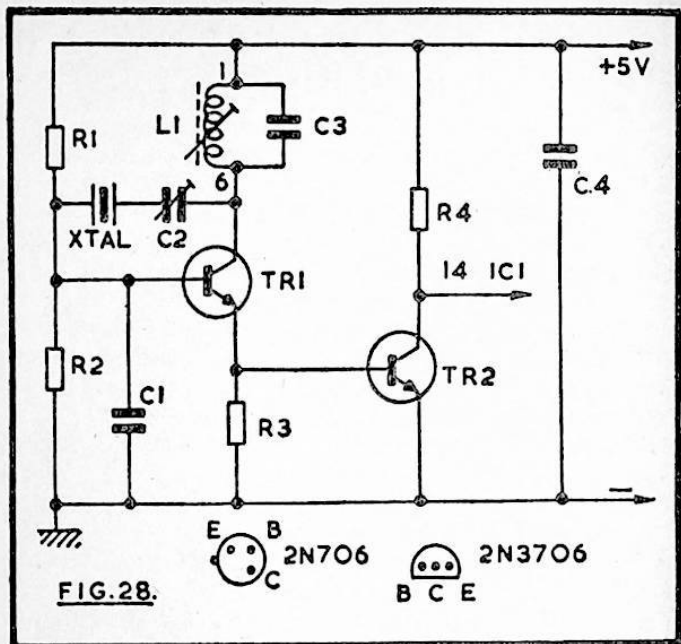 1
+5V
L1
C3
R1
6
C.4
R4
XTAL
C2
TR1
14 IC1
R2
TR2
C1
R3
−
E B
C
2N706
2N3706
B C E
FIG.28.